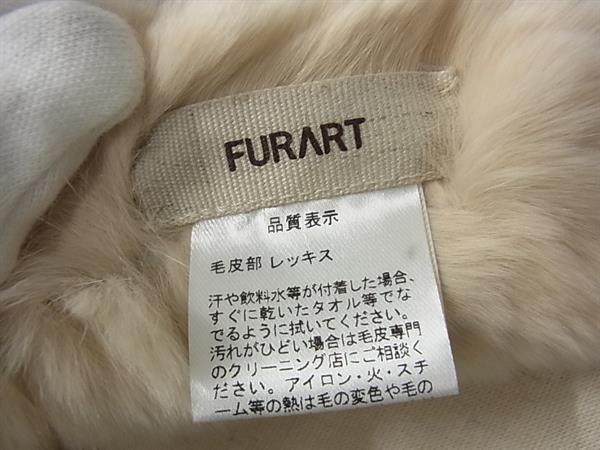 FURART
品質表示
毛皮部 レッキス
汗や飲料水等が付着した場合、
すぐに乾いたタオル等でな
でるように拭いてください。
汚れがひどい場合は毛皮専門
のクリーニング店にご相談く
ださい。アイロン・火・スチ
ーム等の熱は毛の変色や毛の